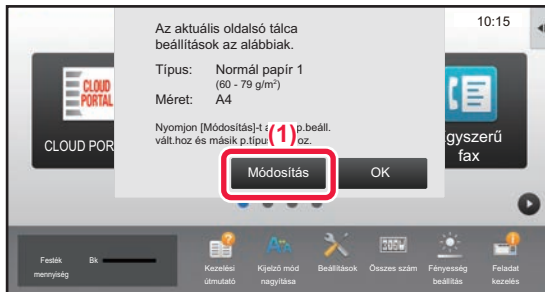 10:15
Az aktuális oldalsó tálca
beállítások az alábbiak.
Típus: Normál papír 1
(60 - 79 g/m²)
Méret: A4
Nyomjon [Módosítás]-t a p.beáll.
vált.hoz és másik p.típu oz.
(1)
Módosítás
OK
CLOUD
PORTAL
CLOUD POR
gyszerű
fax
Festék
mennyiség
Bk
Kezelési
útmutató
Kijelző mód
nagyítása
Beállítások
Összes szám
Fényesség
beállítás
Feladat
kezelés